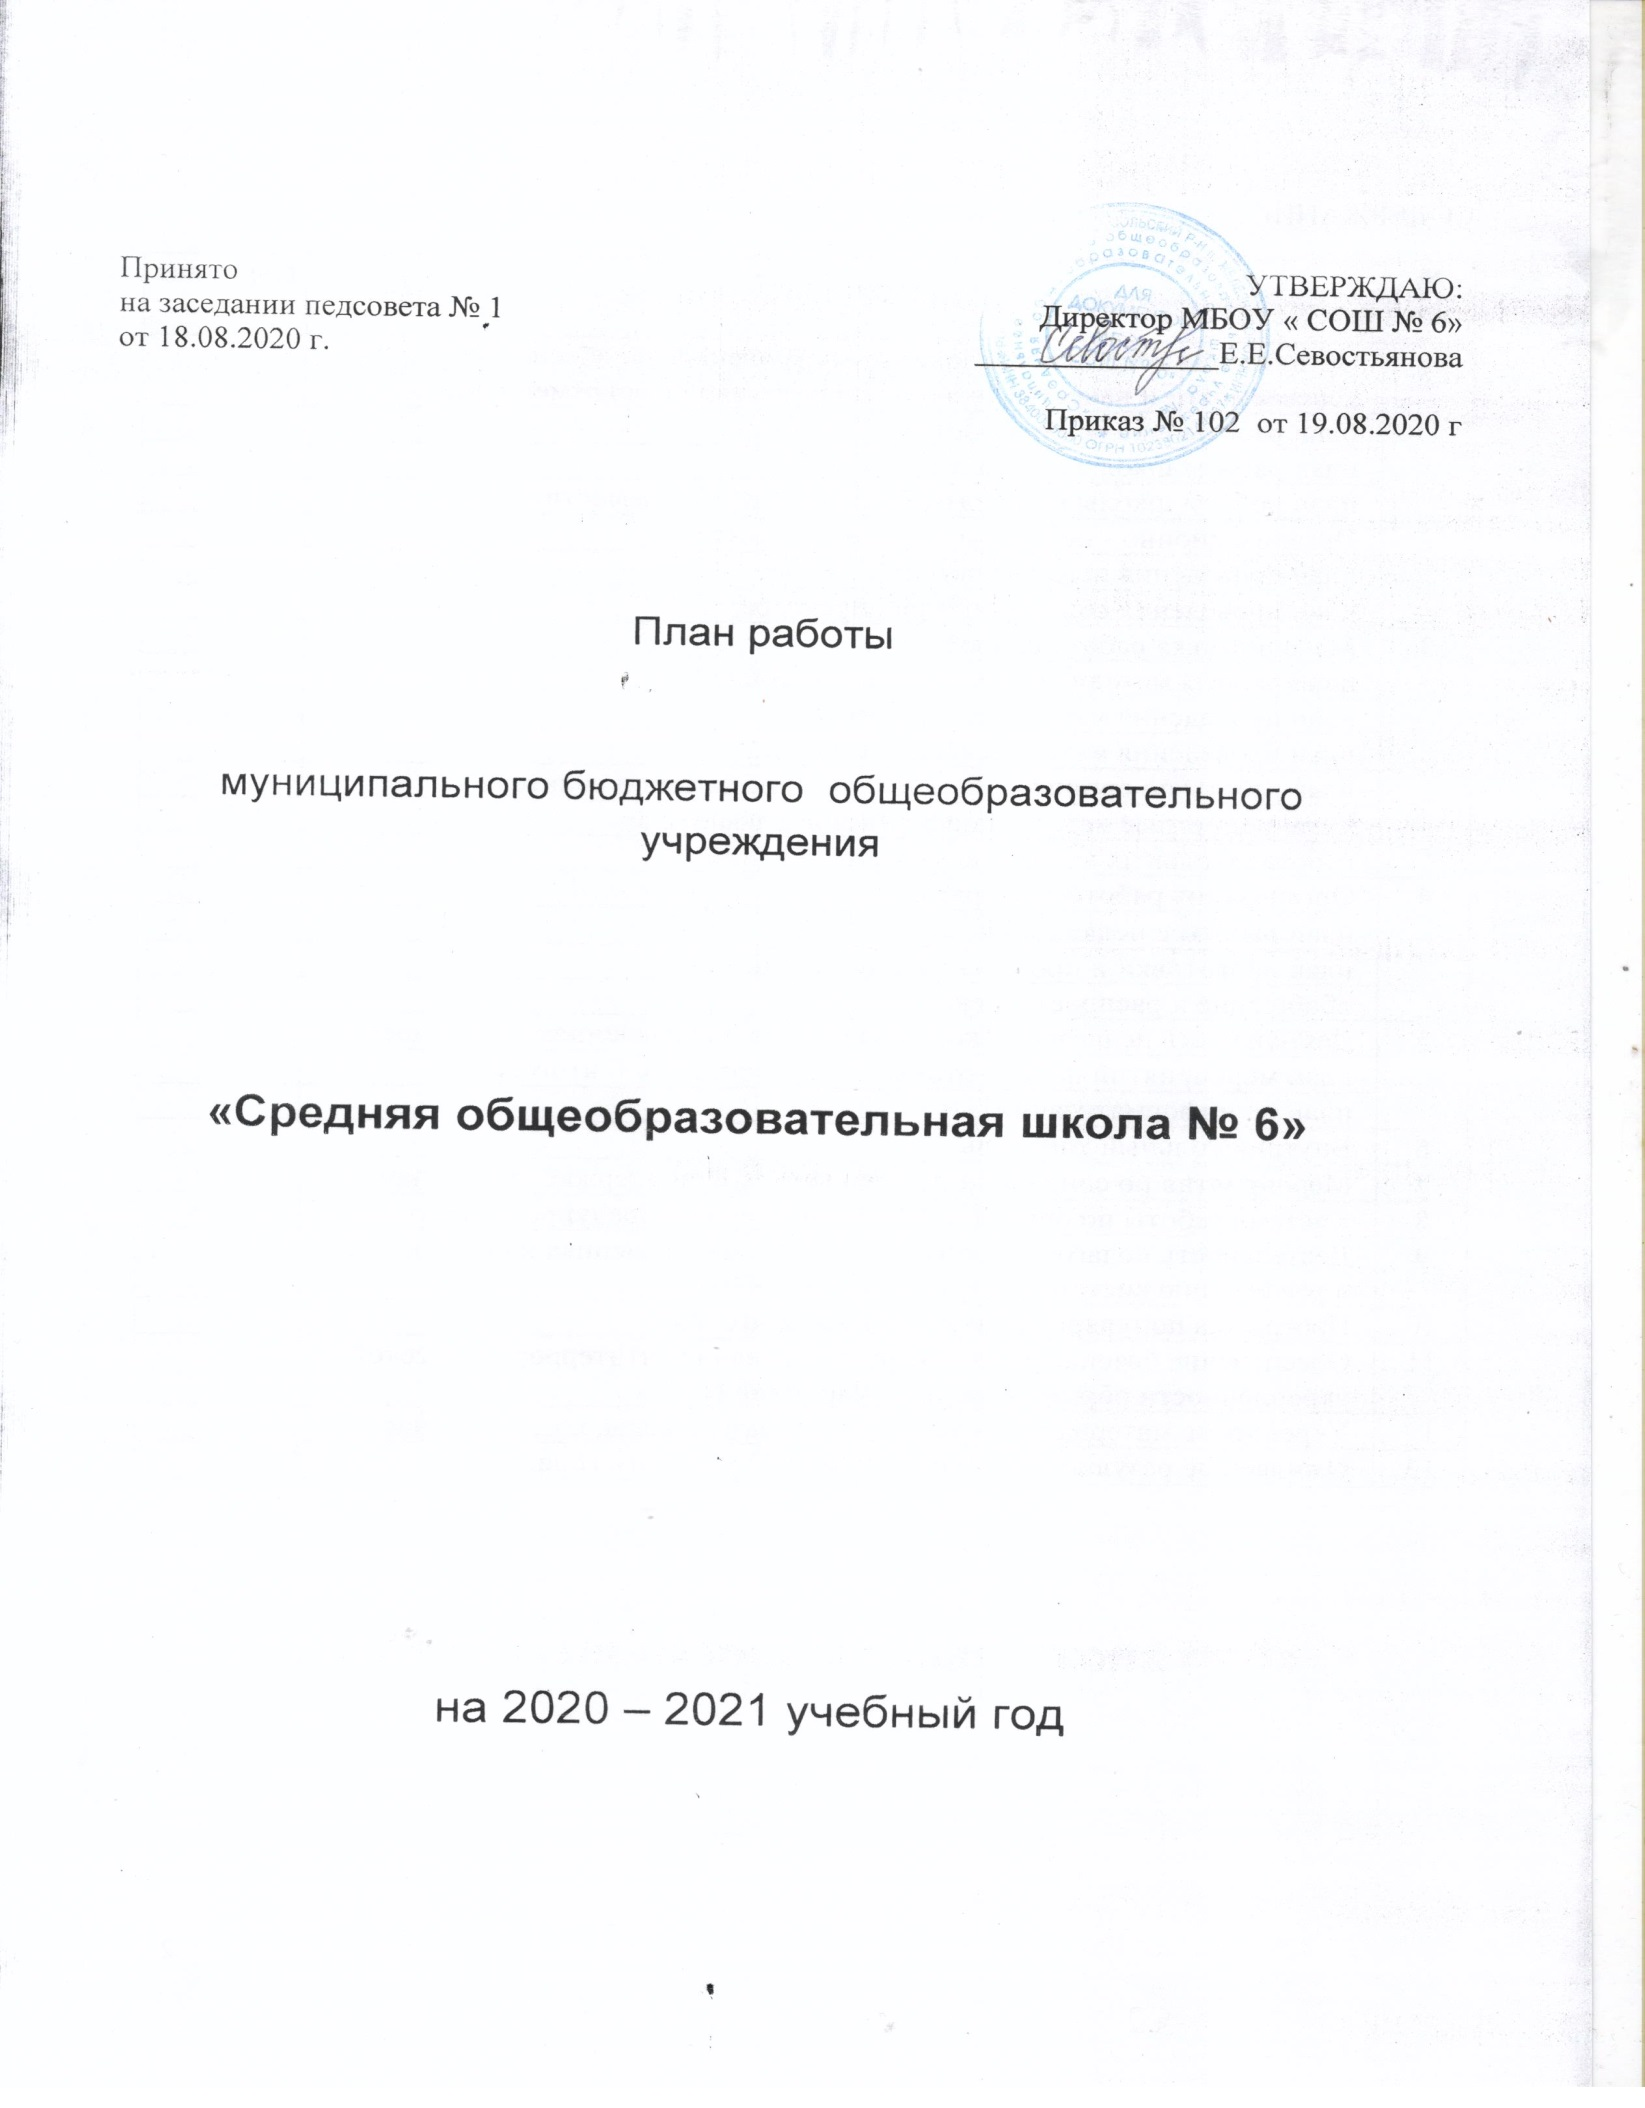 Принято
на заседании педсовета № 1
от 18.08.2020 г.
УТВЕРЖДАЮ:
Директор МБОУ « СОШ № 6»
Е.Е.Севостьянова
Приказ № 102 от 19.08.2020 г
ДЛЯ
План работы
муниципального бюджетного общеобразовательного
учреждения
«Средняя общеобразовательная школа № 6»
на 2020 – 2021 учебный год